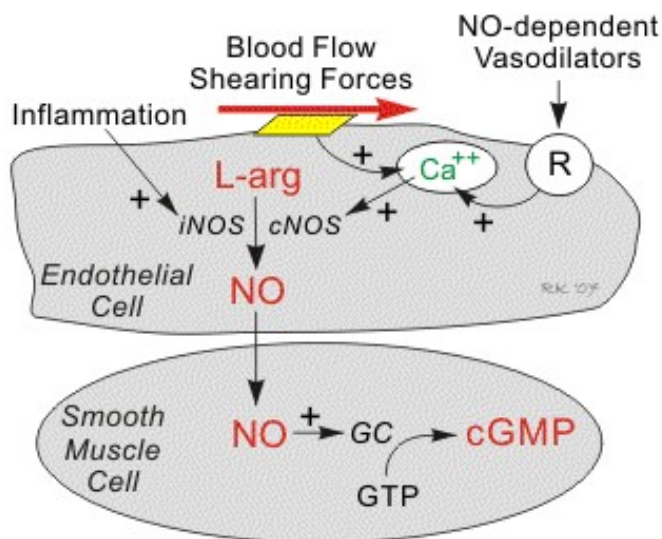 Blood Flow
Shearing Forces
NO-dependent
Vasodilators
Inflammation
+
Ca++
R
L-arg
+
+
+
iNOS
cNOS
Endothelial
Cell
NO
RK '07
Smooth
Muscle
Cell
NO
+
GC
cGMP
GTP